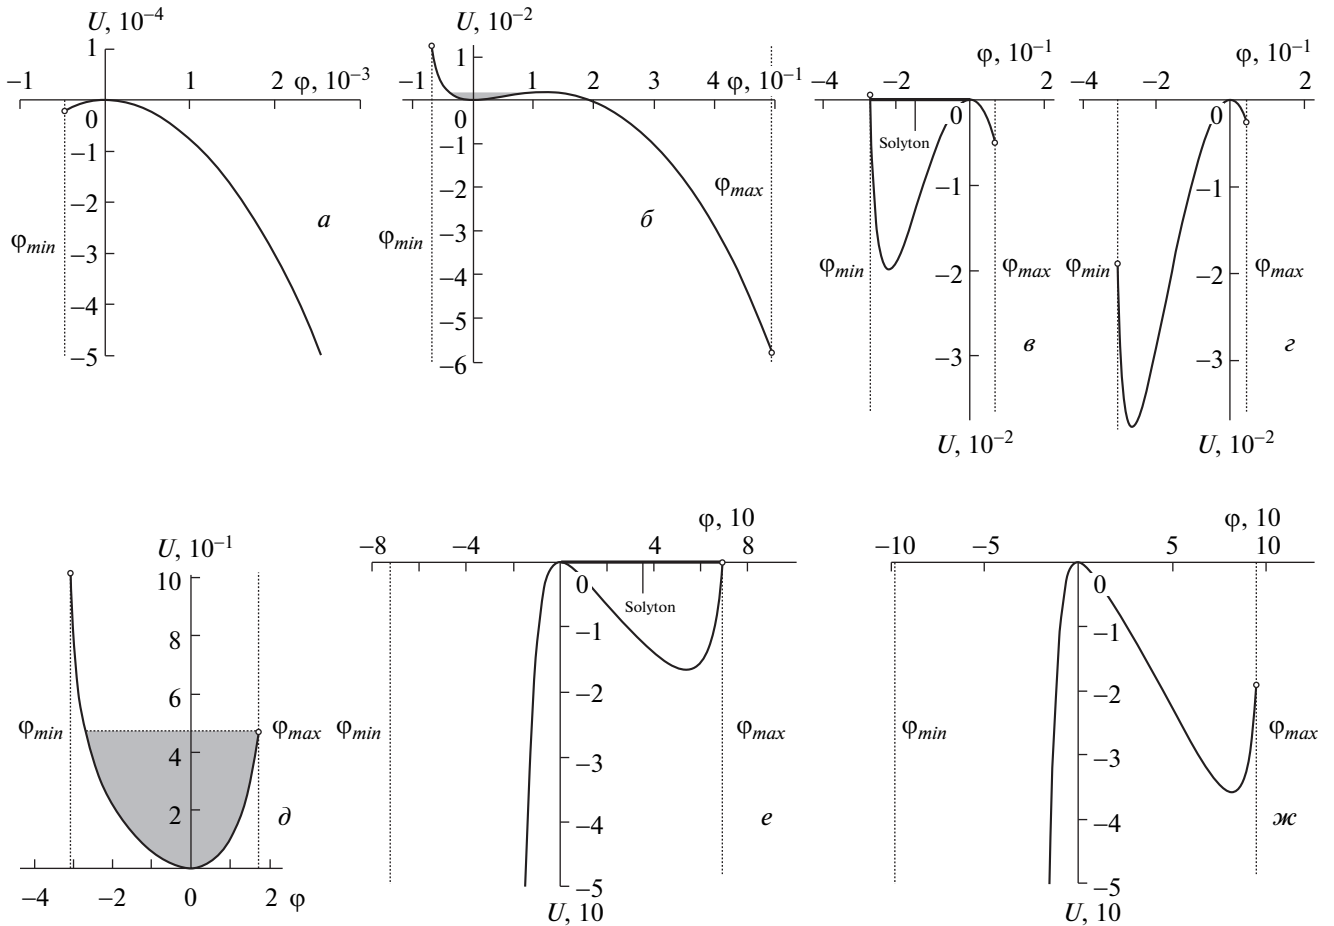 U, 10⁻⁴
1
−1 1 2 φ, 10⁻³
0
−1
−2
а
φmin
−3
−4
−5
U, 10⁻²
1
−1 1 2 3 4 φ, 10⁻¹
0
−1
−2
φmax
б
−3
φmin
−4
−5
−6
φ, 10⁻¹
−4 −2 2
0
Solyton
−1
φmin −2 φmax
−3 в
U, 10⁻²
φ, 10⁻¹
−4 −2 2
0
−1
φmin −2 φmax
−3 г
U, 10⁻²
U, 10⁻¹
10
8
6
φmin φmax
4
2 д
−4 −2 0 2 φ
φ, 10
−8 −4 4 8
0
Solyton
−1
−2
φmin φmax
−3
−4 е
−5
U, 10
φ, 10
−10 −5 5 10
0
−1
−2
φmin φmax
−3
−4 ж
−5
U, 10